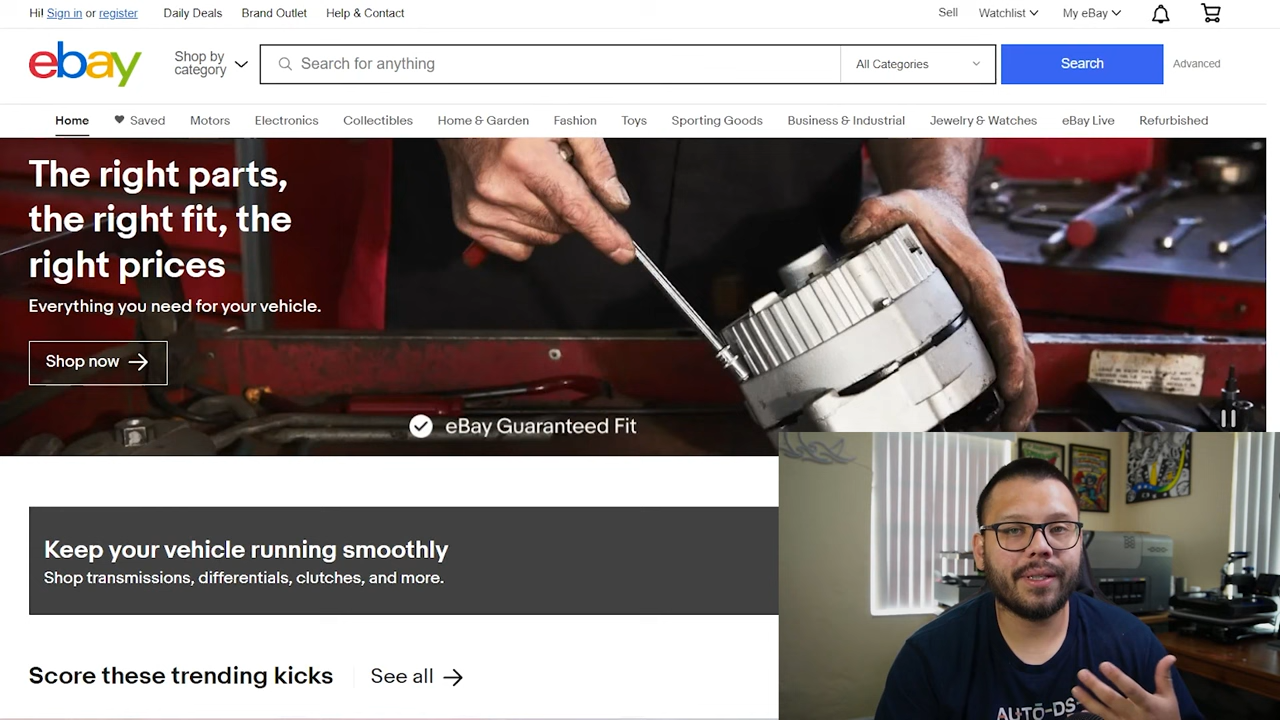 Hi! Sign in or register Daily Deals Brand Outlet Help & Contact Sell Watchlist My eBay
ebay Shop by category Search for anything All Categories Search Advanced
Home Saved Motors Electronics Collectibles Home & Garden Fashion Toys Sporting Goods Business & Industrial Jewelry & Watches eBay Live Refurbished
The right parts,
the right fit, the
right prices
Everything you need for your vehicle.
Shop now
eBay Guaranteed Fit
Keep your vehicle running smoothly
Shop transmissions, differentials, clutches, and more.
Score these trending kicks See all
AUTO-DS